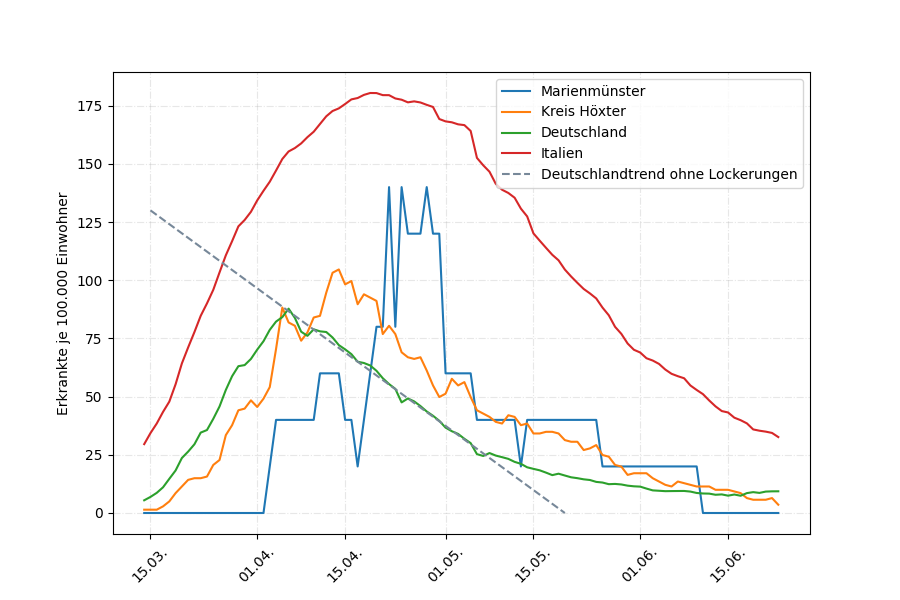 Marienmünster
Kreis Höxter
Deutschland
Italien
Deutschlandtrend ohne Lockerungen
Erkrankte je 100.000 Einwohner
175
150
125
100
75
50
25
0
15.03.
01.04.
15.04.
01.05.
15.05.
01.06.
15.06.